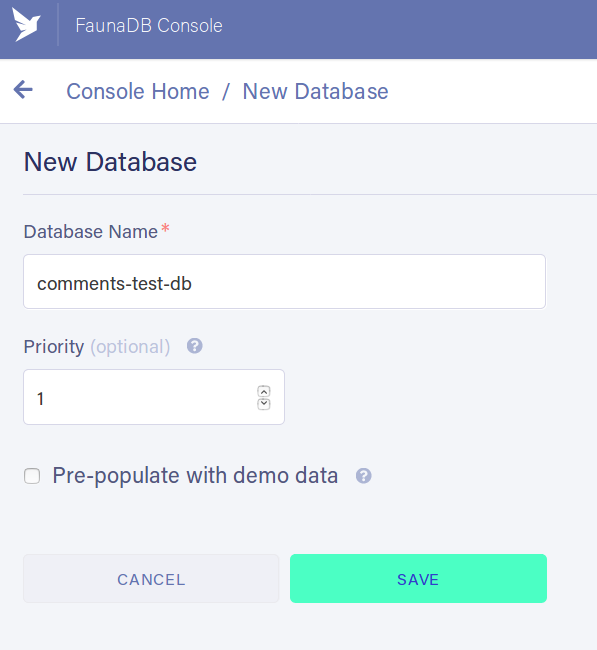 FaunaDB Console
Console Home / New Database
New Database
Database Name*
comments-test-db
Priority (optional) ?
1
Pre-populate with demo data ?
CANCEL SAVE